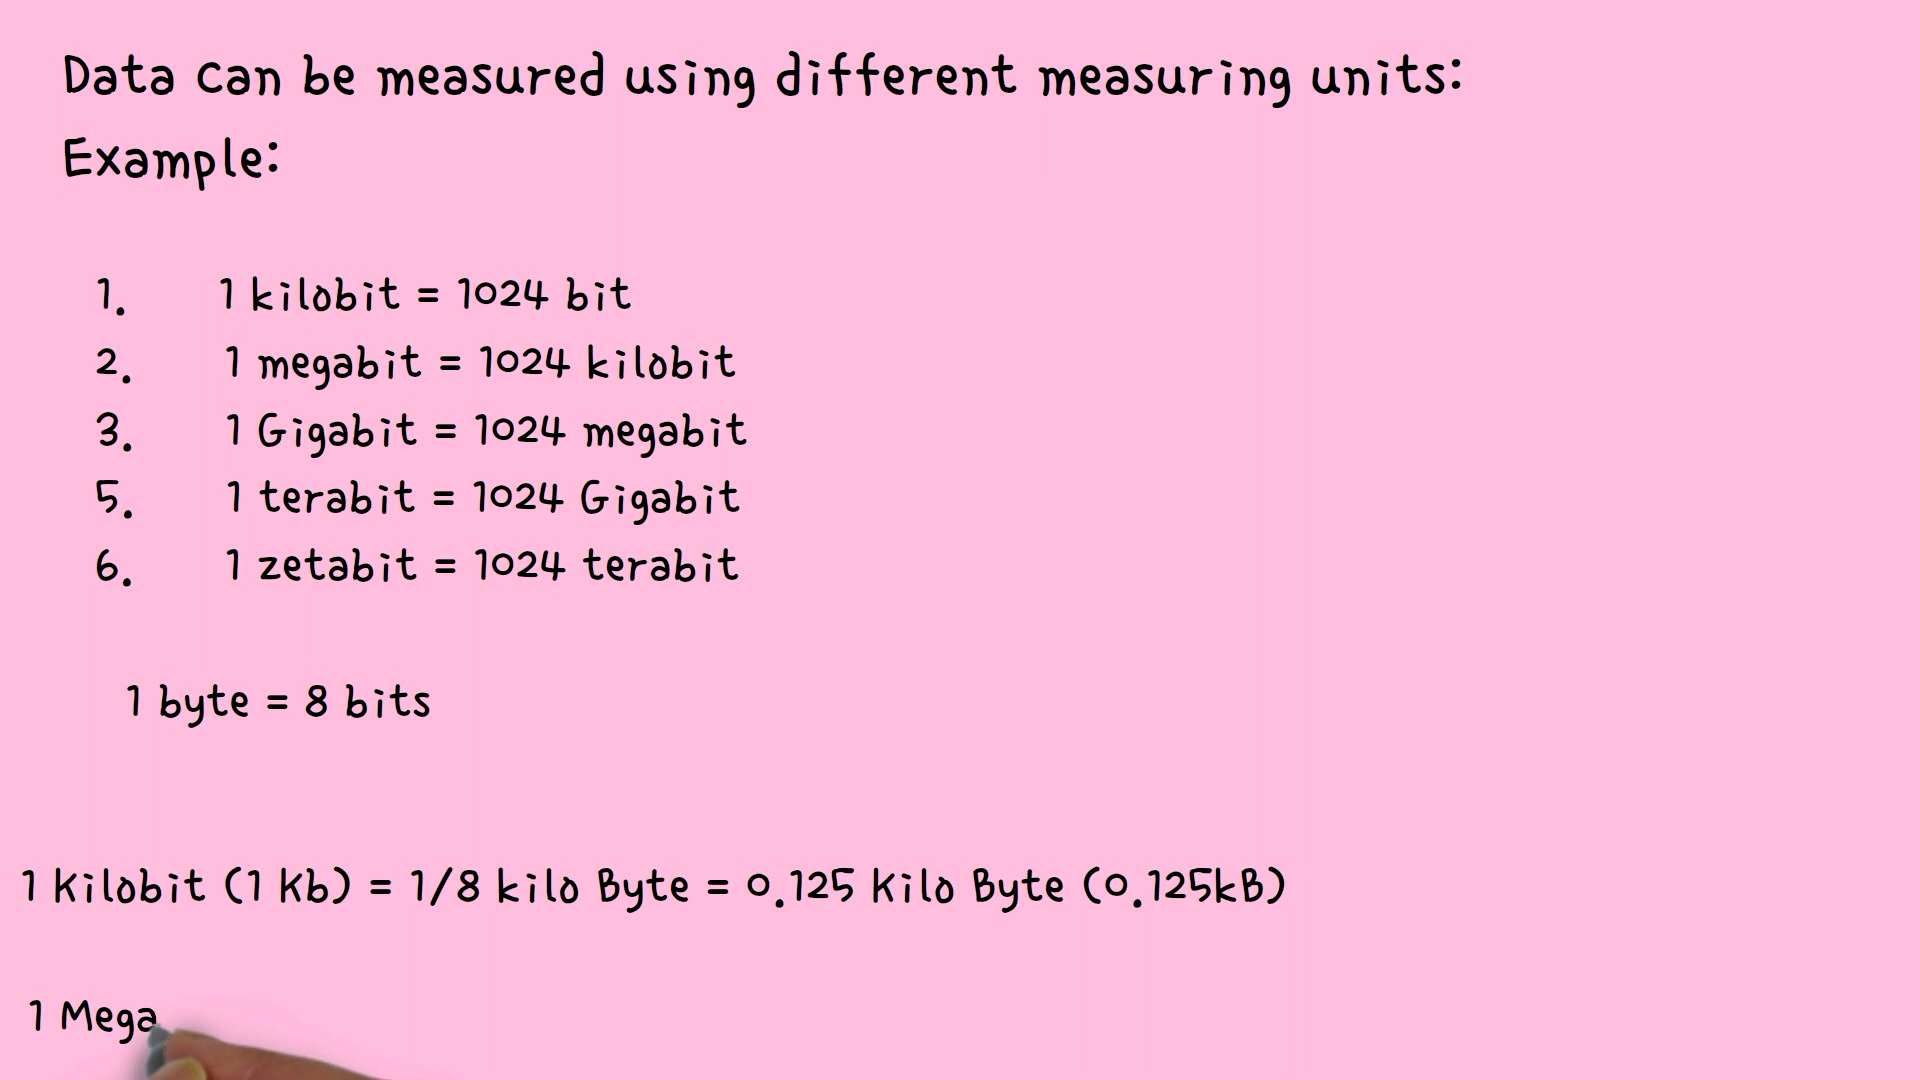 Data can be measured using different measuring units:
Example:
1. 1 kilobit = 1024 bit
2. 1 megabit = 1024 kilobit
3. 1 Gigabit = 1024 megabit
5. 1 terabit = 1024 Gigabit
6. 1 zetabit = 1024 terabit
1 byte = 8 bits
1 Kilobit (1 Kb) = 1/8 kilo Byte = 0.125 Kilo Byte (0.125kB)
1 Mega